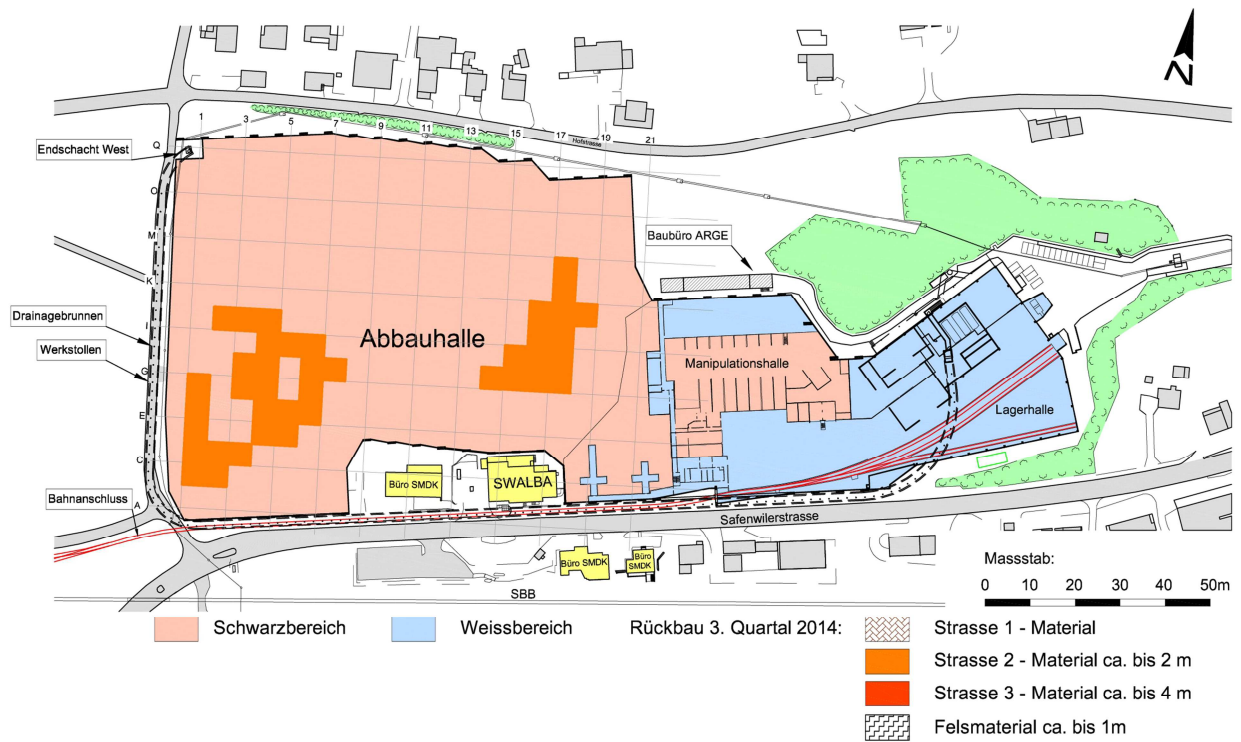 N
1
3
5
7
9
11
13
15
17
19
21
Hofstrasse
Endschacht West
Q
O
M
K
I
G
E
C
A
Baubüro ARGE
Drainagebrunnen
Werkstollen
Abbauhalle
Manipulationshalle
Lagerhalle
Büro SMDK
SWALBA
Bahnanschluss
Safenwilerstrasse
Büro SMDK
Büro
SMDK
SBB
Massstab:
0 10 20 30 40 50m
Schwarzbereich
Weissbereich
Rückbau 3. Quartal 2014:
Strasse 1 - Material
Strasse 2 - Material ca. bis 2 m
Strasse 3 - Material ca. bis 4 m
Felsmaterial ca. bis 1m